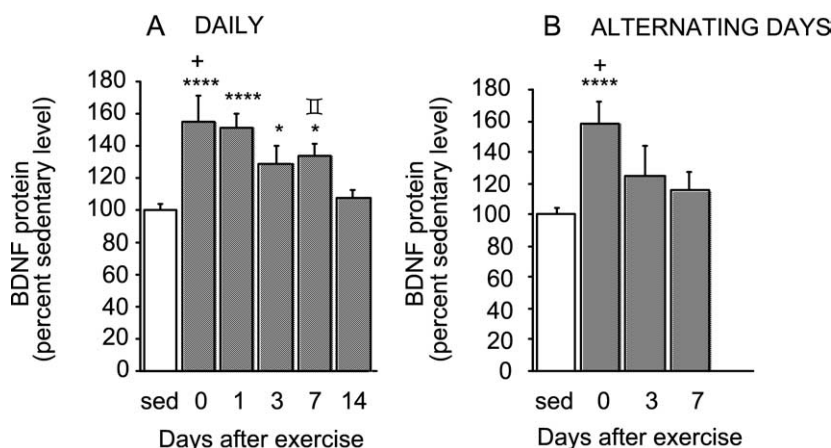 A DAILY
+
**** **** * II
*
180
160
140
120
100
80
60
40
20
0
BDNF protein
(percent sedentary level)
sed 0 1 3 7 14
Days after exercise
B ALTERNATING DAYS
+
****
180
160
140
120
100
80
60
40
20
0
BDNF protein
(percent sedentary level)
sed 0 3 7
Days after exercise